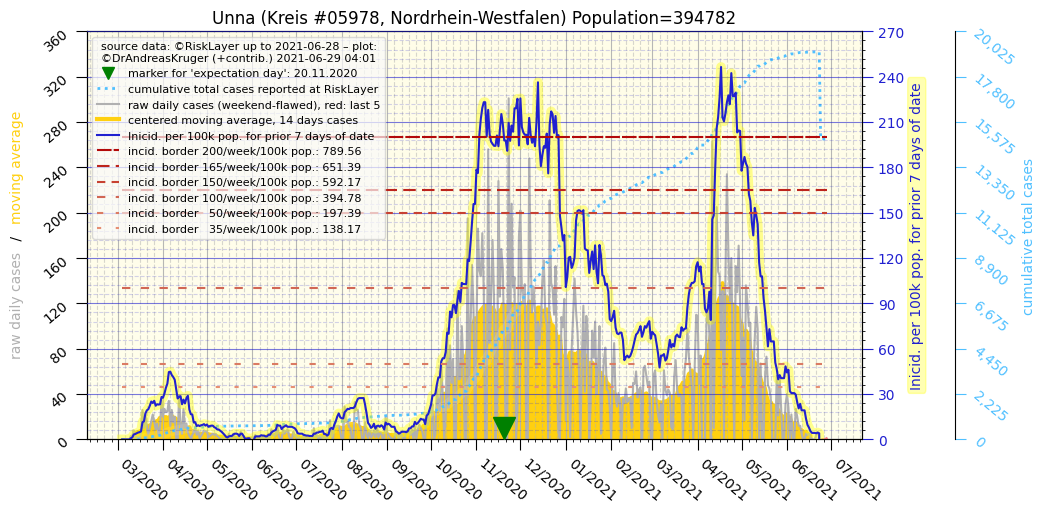 Unna (Kreis #05978, Nordrhein-Westfalen) Population=394782
source data: ©RiskLayer up to 2021-06-28 – plot:
©DrAndreasKruger (+contrib.) 2021-06-29 04:01
marker for 'expectation day': 20.11.2020
cumulative total cases reported at RiskLayer
raw daily cases (weekend-flawed), red: last 5
centered moving average, 14 days cases
Inicid. per 100k pop. for prior 7 days of date
incid. border 200/week/100k pop.: 789.56
incid. border 165/week/100k pop.: 651.39
incid. border 150/week/100k pop.: 592.17
incid. border 100/week/100k pop.: 394.78
incid. border 50/week/100k pop.: 197.39
incid. border 35/week/100k pop.: 138.17
raw daily cases / moving average
360
320
280
240
200
160
120
80
40
0
03/2020
04/2020
05/2020
06/2020
07/2020
08/2020
09/2020
10/2020
11/2020
12/2020
01/2021
02/2021
03/2021
04/2021
05/2021
06/2021
07/2021
270
240
210
180
150
120
90
60
30
0
Inicid. per 100k pop. for prior 7 days of date
20,025
17,800
15,575
13,350
11,125
8,900
6,675
4,450
2,225
0
cumulative total cases